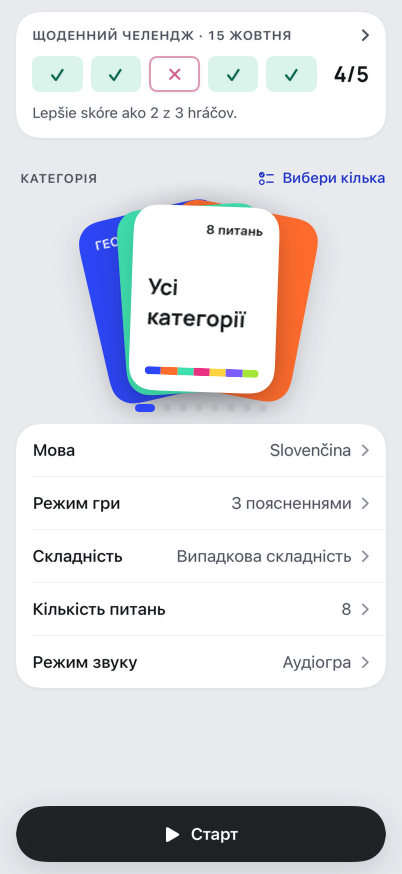 ЩОДЕННИЙ ЧЕЛЕНДЖ · 15 ЖОВТНЯ
4/5
Lepšie skóre ako 2 z 3 hráčov.
КАТЕГОРІЯ
Вибери кілька
8 питань
Усі
категорії
Мова
Slovenčina
Режим гри
З поясненнями
Складність
Випадкова складність
Кількість питань
8
Режим звуку
Аудіогра
Старт